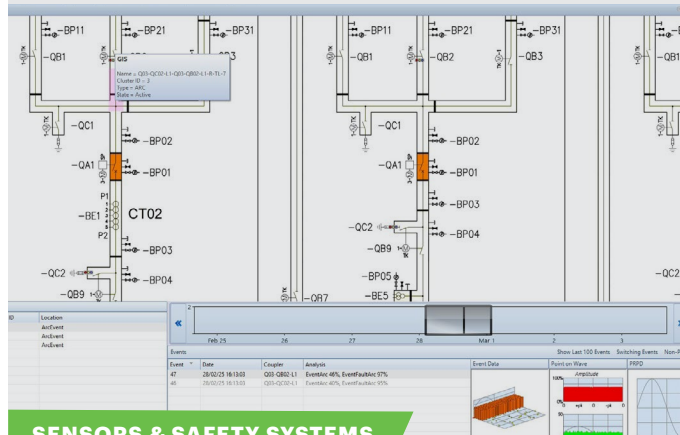 -BP11
-BP21
-BP31
-BP11
-BP21
-BP31
-QB1
-QB3
-QB1
-QB2
-QB3
-QB1
GIS
Name = Q03-QC02-L1-Q03-QB02-L1-R-TL-7
Cluster ID = 2
Type = ARC
State = Active
-QC1
-BP02
-QC1
-BP02
-QC1
-QA1
-BP01
-QA1
-BP01
P1
-BE1
CT02
-BP03
P2
-QC2
-BP03
-BP04
-QB9
-QC2
-BP04
-QC2
-BP05
-QB9
-QB7
-BE5
ID
Location
ArcEvent
ArcEvent
ArcEvent
2
Feb 25
26
27
28
Mar 1
2
3
Events
Show Last 100 Events
Switching Events
Event
Date
Coupler
Analysis
Event Data
Point on Wave
PRPD
47
28/02/25 16:13:03
Q03-QB02-L1
EventArc 46%, EventFaultArc 97%
46
28/02/25 16:13:03
Q03-QC02-L1
EventArc 40%, EventFaultArc 95%
Amplitude
100%
0%
SENSORS & SAFETY SYSTEMS